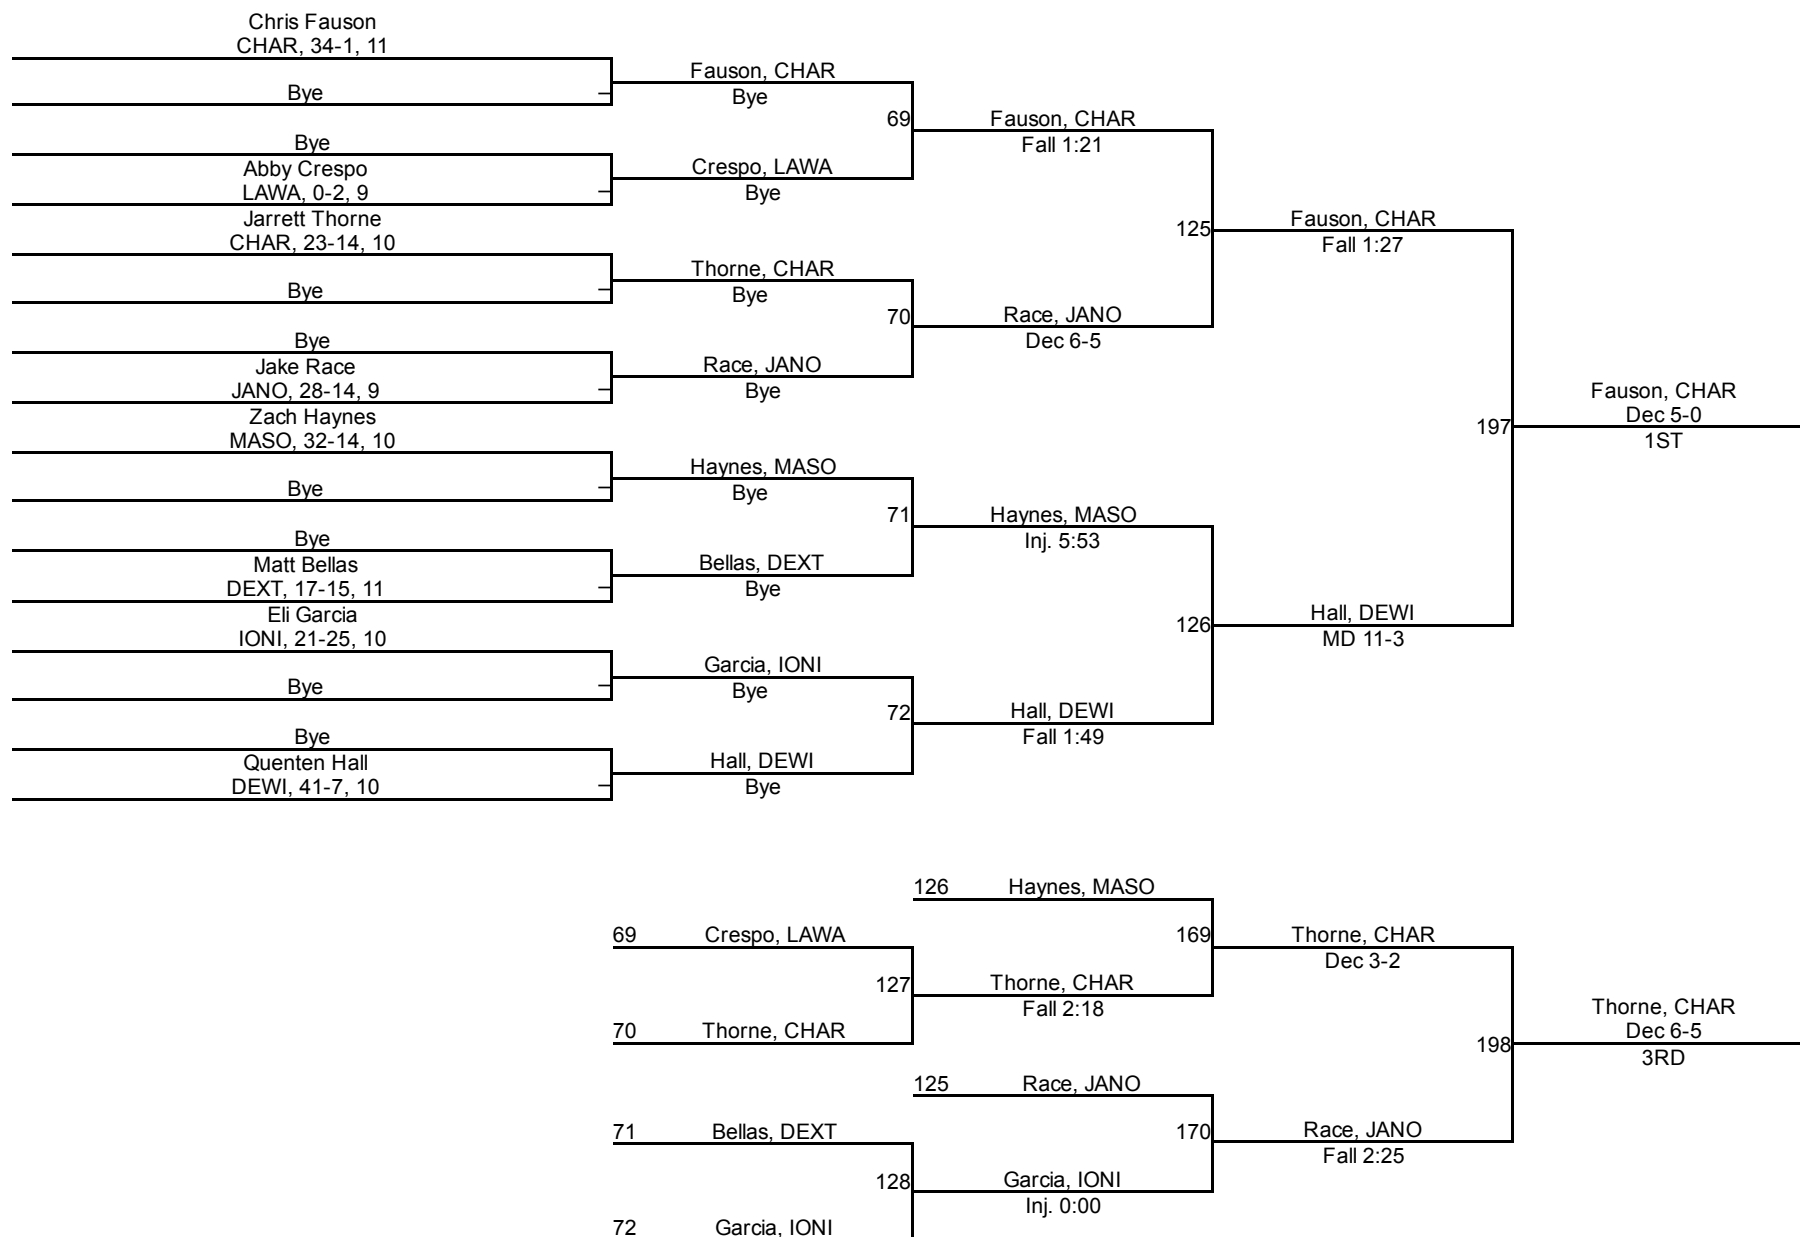 Chris Fauson
CHAR, 34-1, 11
Bye
Bye
Abby Crespo
LAWA, 0-2, 9
Jarrett Thorne
CHAR, 23-14, 10
Bye
Bye
Jake Race
JANO, 28-14, 9
Zach Haynes
MASO, 32-14, 10
Bye
Bye
Matt Bellas
DEXT, 17-15, 11
Eli Garcia
IONI, 21-25, 10
Bye
Bye
Quenten Hall
DEWI, 41-7, 10
Fauson, CHAR
Bye
Crespo, LAWA
Bye
Thorne, CHAR
Bye
Race, JANO
Bye
Haynes, MASO
Bye
Bellas, DEXT
Bye
Garcia, IONI
Bye
Hall, DEWI
Bye
69
70
71
72
Fauson, CHAR
Fall 1:21
Race, JANO
Dec 6-5
Haynes, MASO
Inj. 5:53
Hall, DEWI
Fall 1:49
125
126
Fauson, CHAR
Fall 1:27
Hall, DEWI
MD 11-3
197
Fauson, CHAR
Dec 5-0
1ST
69 Crespo, LAWA
70 Thorne, CHAR
71 Bellas, DEXT
72 Garcia, IONI
127
128
126 Haynes, MASO
Thorne, CHAR
Fall 2:18
125 Race, JANO
Garcia, IONI
Inj. 0:00
169
170
Thorne, CHAR
Dec 3-2
Race, JANO
Fall 2:25
198
Thorne, CHAR
Dec 6-5
3RD